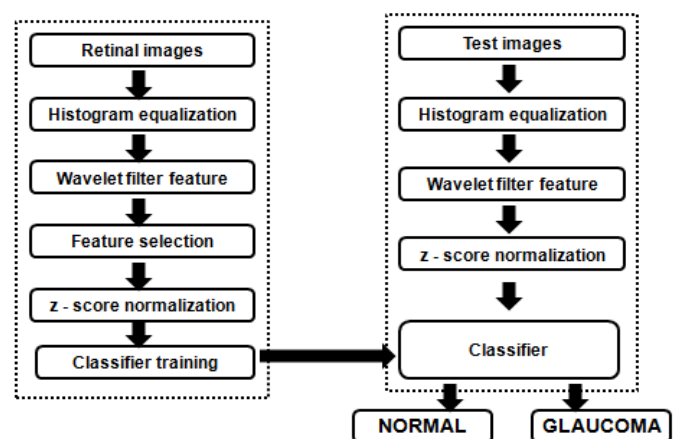 Retinal images
Histogram equalization
Wavelet filter feature
Feature selection
z - score normalization
Classifier training
Test images
Histogram equalization
Wavelet filter feature
z - score normalization
Classifier
NORMAL
GLAUCOMA